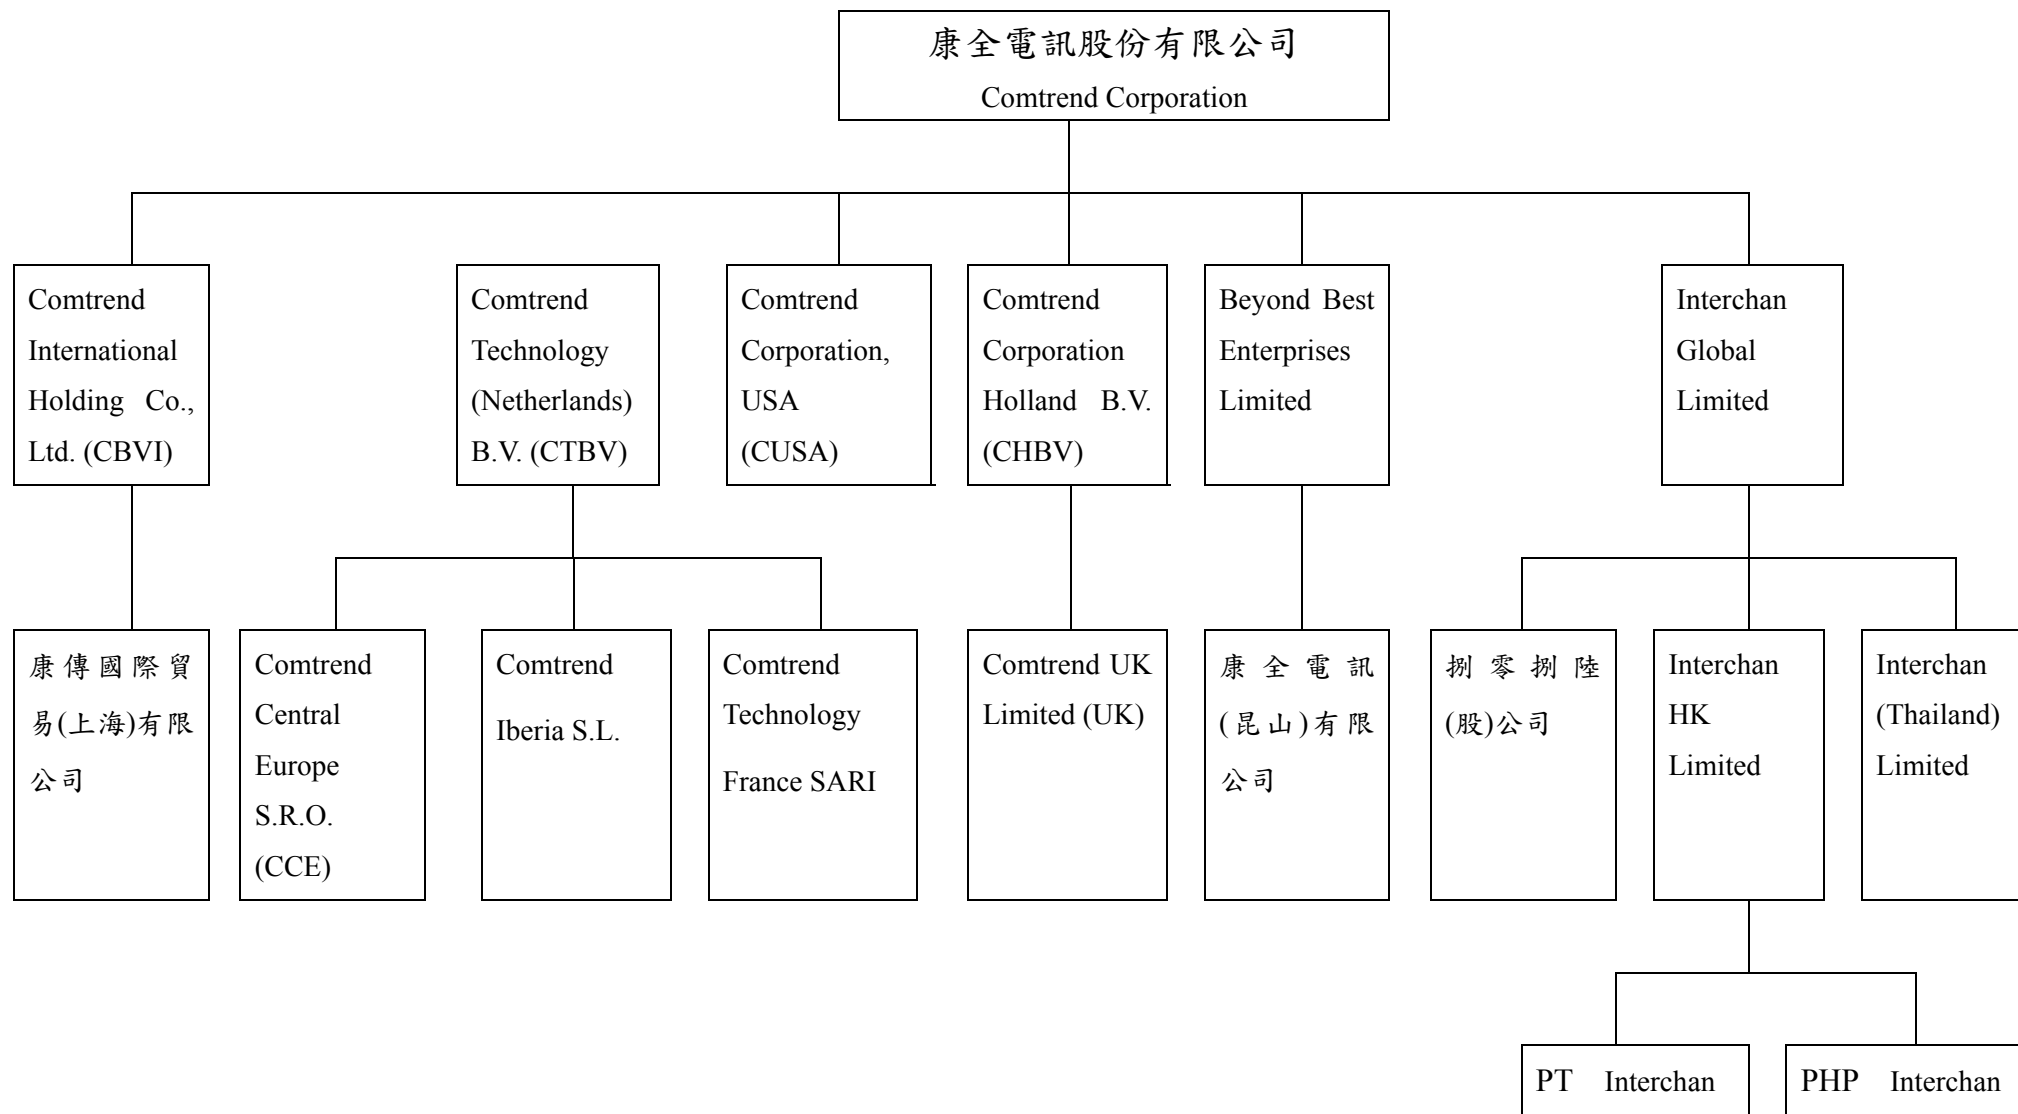 康全電訊股份有限公司
Comtrend Corporation
Comtrend
International
Holding Co.,
Ltd. (CBVI)
Comtrend
Technology
(Netherlands)
B.V. (CTBV)
Comtrend
Corporation,
USA
(CUSA)
Comtrend
Corporation
Holland B.V.
(CHBV)
Beyond Best
Enterprises
Limited
Interchan
Global
Limited
康傳國際貿
易(上海)有限
公司
Comtrend
Central
Europe
S.R.O.
(CCE)
Comtrend
Iberia S.L.
Comtrend
Technology
France SARI
Comtrend UK
Limited (UK)
康全電訊
(昆山)有限
公司
捌零捌陸
(股)公司
Interchan
HK
Limited
Interchan
(Thailand)
Limited
PT Interchan
PHP Interchan